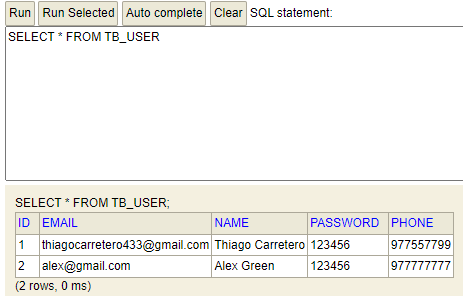 Run Run Selected Auto complete Clear SQL statement:
SELECT * FROM TB_USER
SELECT * FROM TB_USER;
ID EMAIL NAME PASSWORD PHONE
1 thiagocarretero433@gmail.com Thiago Carretero 123456 977557799
2 alex@gmail.com Alex Green 123456 977777777
(2 rows, 0 ms)